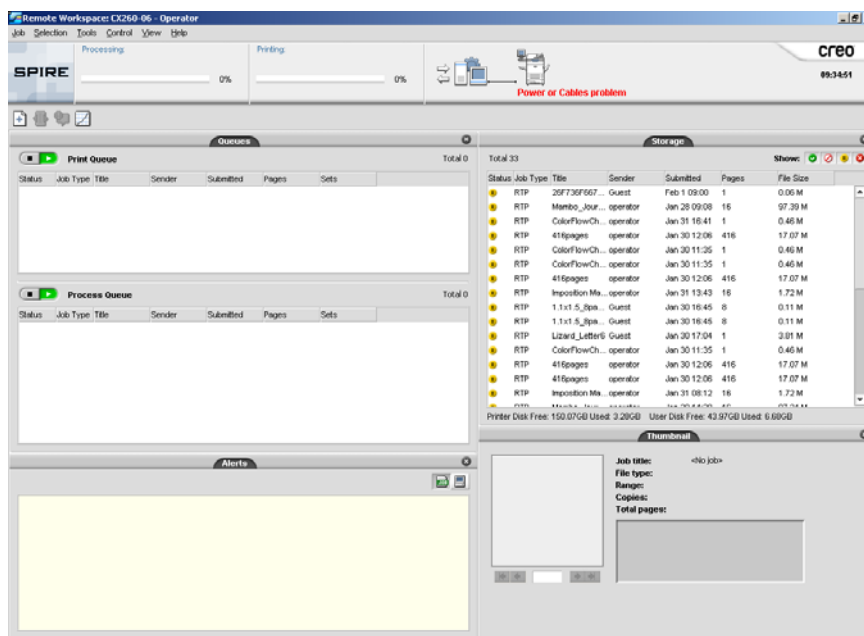 Remote Workspace: CX260-06 - Operator
Job Selection Tools Control View Help
Processing: Printing:
SPIRE 0% 0% creo
09:34:51
Power or Cables problem
Queues
Print Queue Total 0
Status Job Type Title Sender Submitted Pages Sets
Process Queue Total 0
Status Job Type Title Sender Submitted Pages Sets
Alerts
Storage
Total 33 Show:
Status Job Type Title Sender Submitted Pages File Size
RTP 26F736F667... Guest Feb 1 09:00 1 0.06 M
RTP Mambo_Jour... operator Jan 28 09:08 16 97.39 M
RTP ColorFlowCh... operator Jan 31 16:41 1 0.46 M
RTP 416pages operator Jan 30 12:06 416 17.07 M
RTP ColorFlowCh... operator Jan 30 11:35 1 0.46 M
RTP ColorFlowCh... operator Jan 30 11:35 1 0.46 M
RTP 416pages operator Jan 30 12:06 416 17.07 M
RTP Imposition Ma... operator Jan 31 13:43 16 1.72 M
RTP 1.1x1.5_8pa... Guest Jan 30 16:45 8 0.11 M
RTP 1.1x1.5_8pa... Guest Jan 30 16:45 8 0.11 M
RTP Lizard_Letter6 Guest Jan 30 17:04 1 3.81 M
RTP ColorFlowCh... operator Jan 30 11:35 1 0.46 M
RTP 416pages operator Jan 30 12:06 416 17.07 M
RTP 416pages operator Jan 30 12:06 416 17.07 M
RTP Imposition Ma... operator Jan 31 08:12 16 1.72 M
Printer Disk Free: 150.07GB Used: 3.28GB User Disk Free: 43.97GB Used: 6.68GB
Thumbnail
Job title: <No job>
File type:
Range:
Copies:
Total pages: